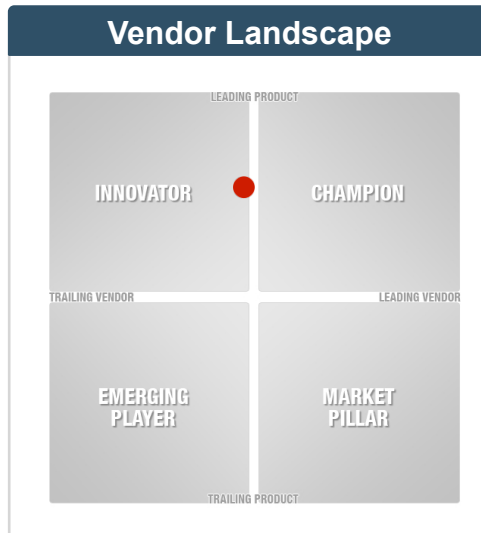 Vendor Landscape
LEADING PRODUCT
INNOVATOR
CHAMPION
TRAILING VENDOR
LEADING VENDOR
EMERGING
PLAYER
MARKET
PILLAR
TRAILING PRODUCT